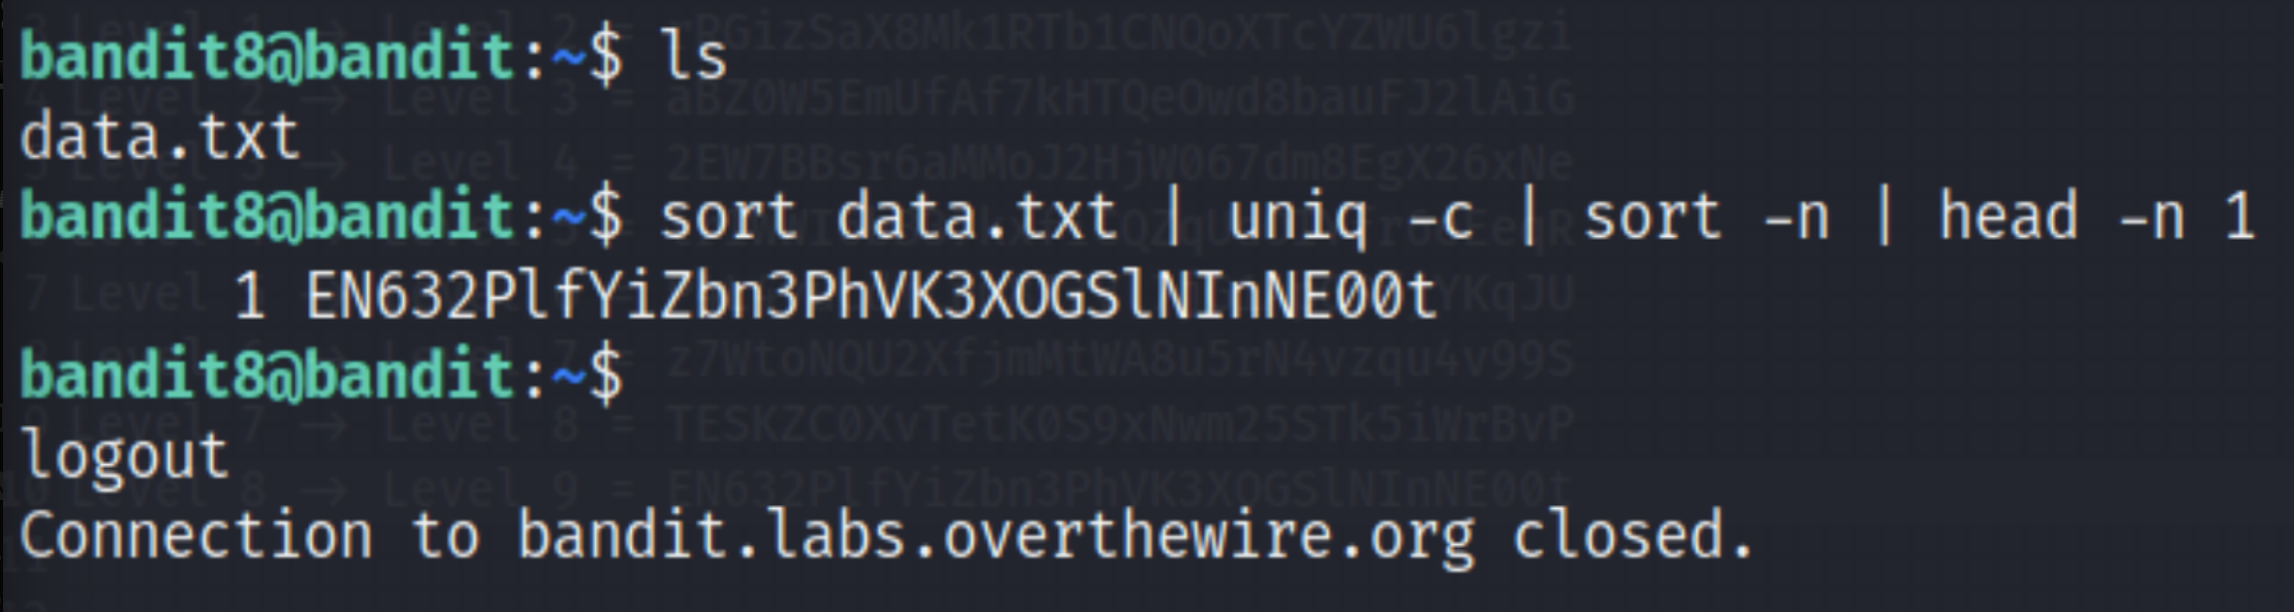 bandit8@bandit:~$ ls
data.txt
bandit8@bandit:~$ sort data.txt | uniq -c | sort -n | head -n 1
      1 EN632PlfYiZbn3PhVK3XOGSlNInNE00t
bandit8@bandit:~$
logout
Connection to bandit.labs.overthewire.org closed.